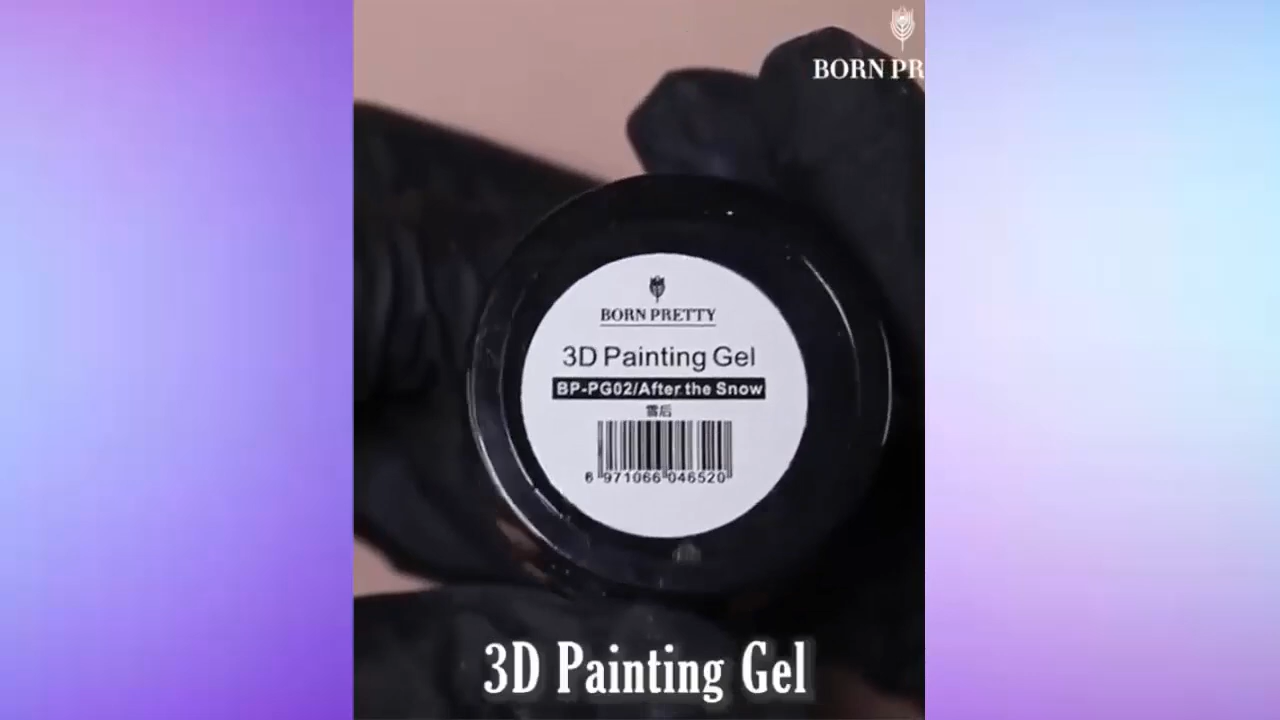 BORN PR
BORN PRETTY
3D Painting Gel
BP-PG02/After the Snow
雪后
6 971066 046520
3D Painting Gel